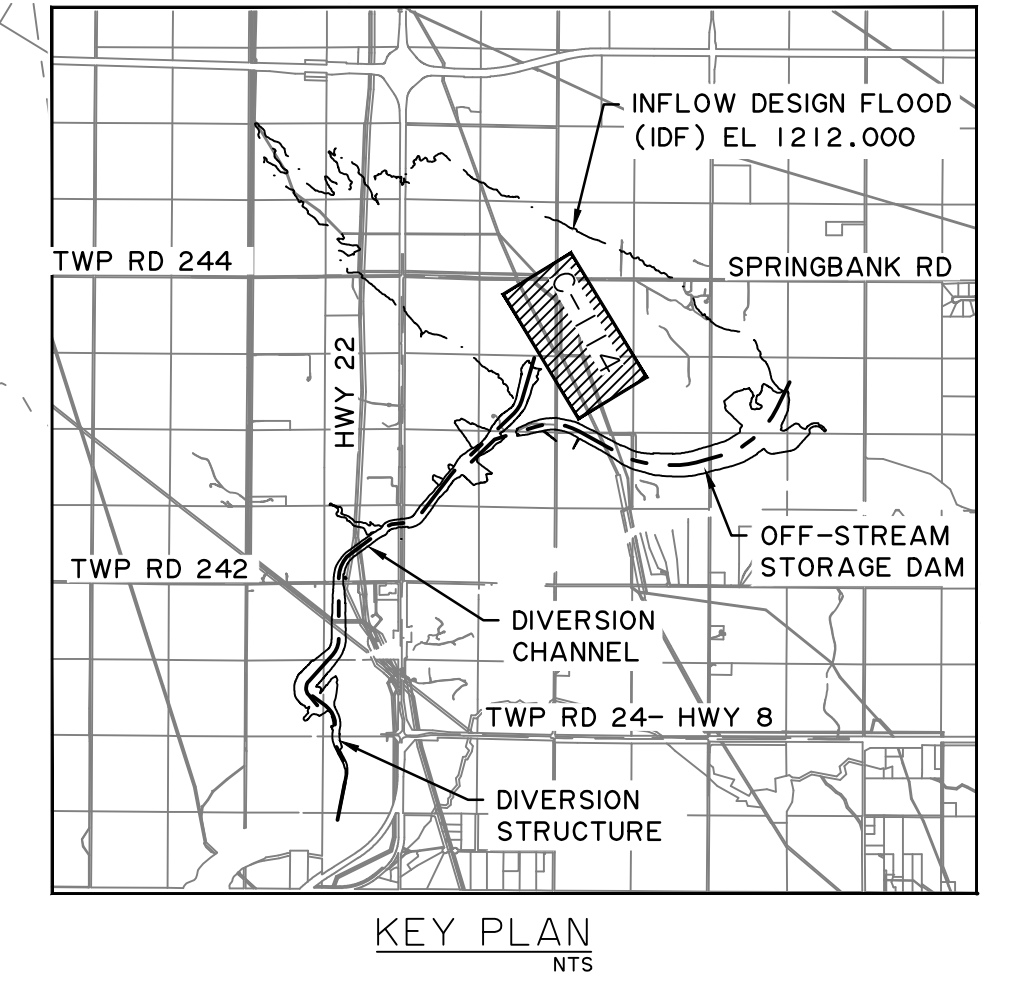 INFLOW DESIGN FLOOD
(IDF) EL 1212.000
TWP RD 244
SPRINGBANK RD
C-114
HWY 22
OFF-STREAM
STORAGE DAM
TWP RD 242
DIVERSION
CHANNEL
TWP RD 24- HWY 8
DIVERSION
STRUCTURE
KEY PLAN
NTS